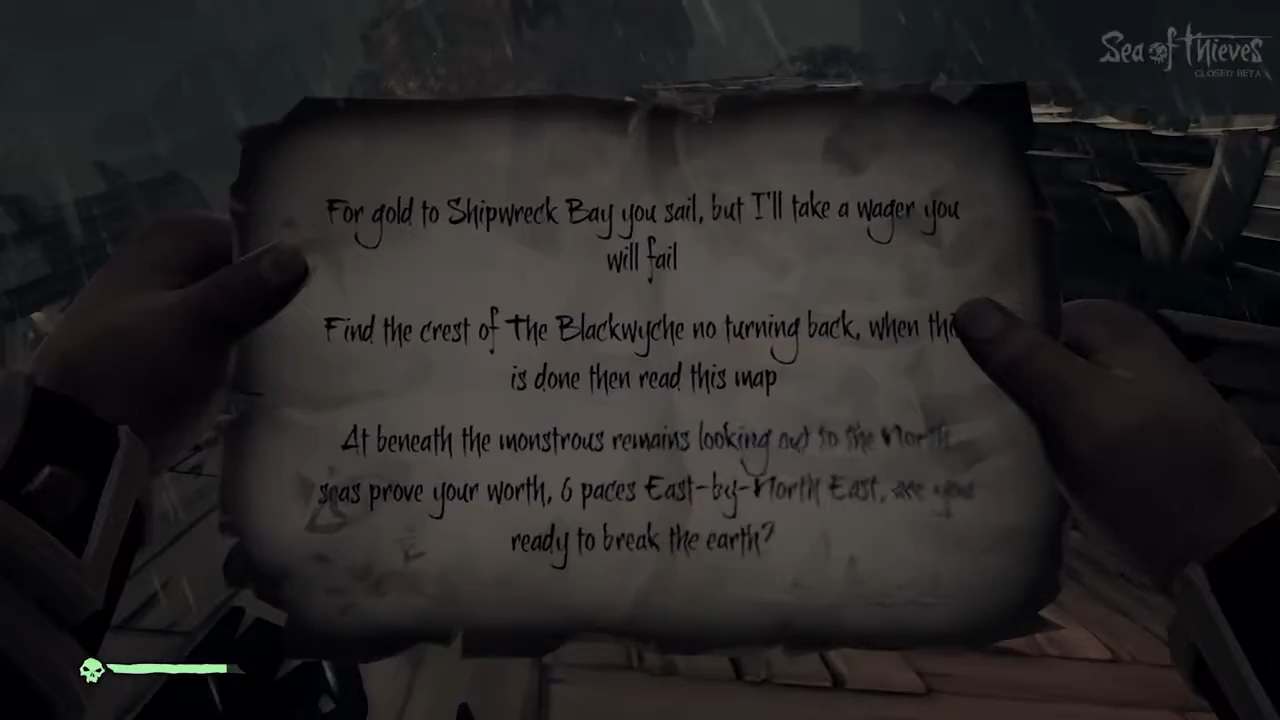 Sea of Thieves
CLOSED BETA
For gold to Shipwreck Bay you sail, but I'll take a wager you
will fail
Find the crest of The Blackwyche no turning back, when this
is done then read this map
At beneath the monstrous remains looking out to the North
seas prove your worth, 6 paces East-by-North East, are you
ready to break the earth?